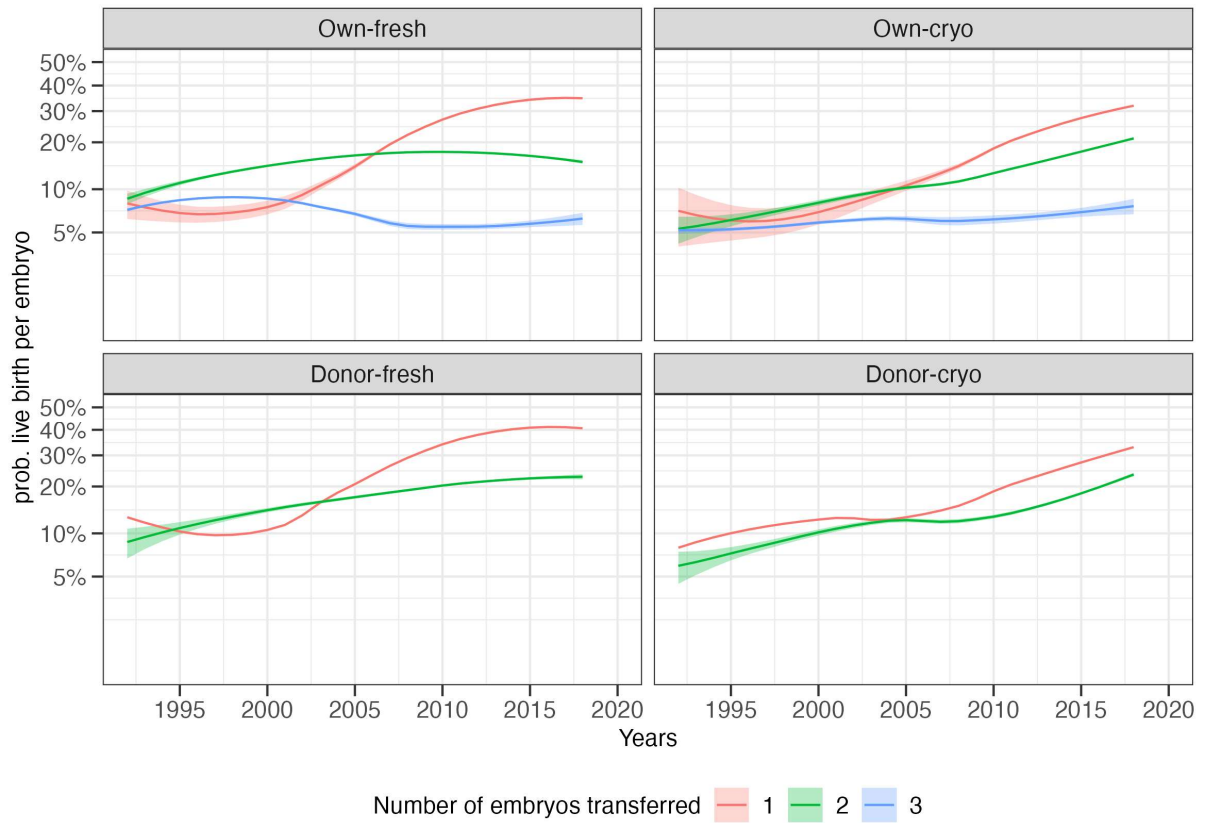 Own-fresh
Own-cryo
50%
40%
30%
20%
10%
5%
Donor-fresh
Donor-cryo
50%
40%
30%
20%
10%
5%
prob. live birth per embryo
1995 2000 2005 2010 2015 2020
1995 2000 2005 2010 2015 2020
Years
Number of embryos transferred 1 2 3